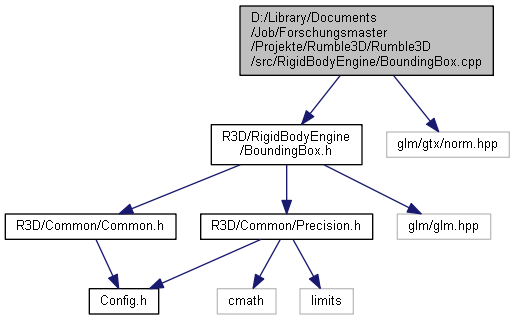 D:/Library/Documents
/Job/Forschungsmaster
/Projekte/Rumble3D/Rumble3D
/src/RigidBodyEngine/BoundingBox.cpp
R3D/RigidBodyEngine
/BoundingBox.h
glm/gtx/norm.hpp
R3D/Common/Common.h
R3D/Common/Precision.h
glm/glm.hpp
Config.h
cmath
limits